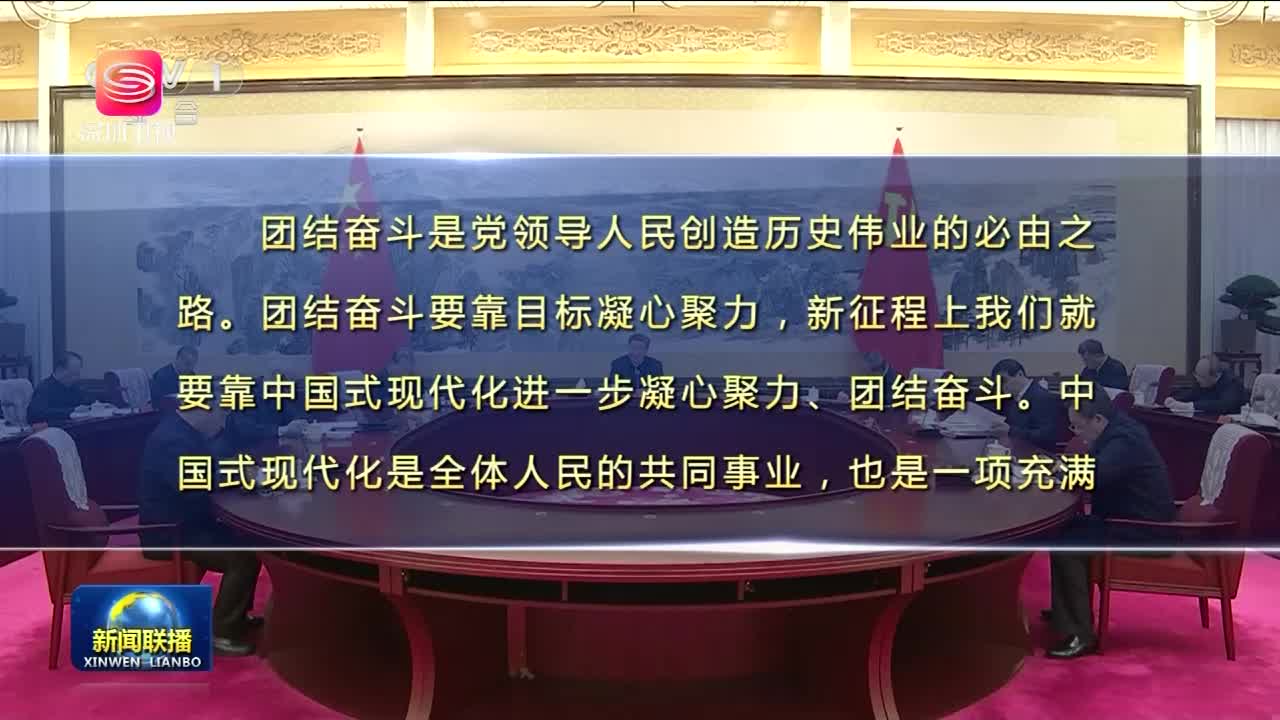 深圳卫视
团结奋斗是党领导人民创造历史伟业的必由之
路。团结奋斗要靠目标凝心聚力，新征程上我们就
要靠中国式现代化进一步凝心聚力、团结奋斗。中
国式现代化是全体人民的共同事业，也是一项充满
新闻联播
XINWEN LIANBO